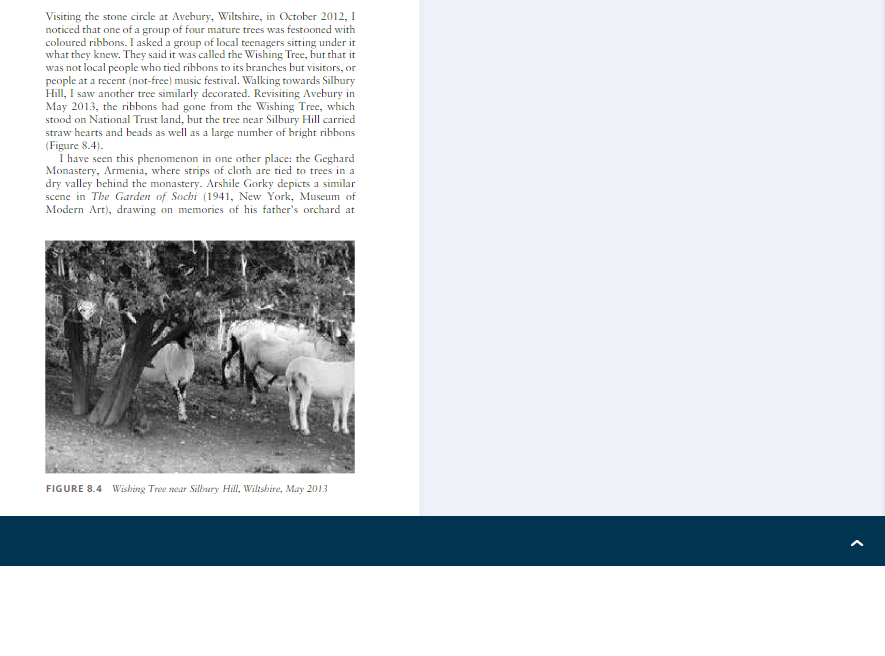 Visiting the stone circle at Avebury, Wiltshire, in October 2012, I
noticed that one of a group of four mature trees was festooned with
coloured ribbons. I asked a group of local teenagers sitting under it
what they knew. They said it was called the Wishing Tree, but that it
was not local people who tied ribbons to its branches but visitors, or
people at a recent (not-free) music festival. Walking towards Silbury
Hill, I saw another tree similarly decorated. Revisiting Avebury in
May 2013, the ribbons had gone from the Wishing Tree, which
stood on National Trust land, but the tree near Silbury Hill carried
straw hearts and beads as well as a large number of bright ribbons
(Figure 8.4).
I have seen this phenomenon in one other place: the Geghard
Monastery, Armenia, where strips of cloth are tied to trees in a
dry valley behind the monastery. Arshile Gorky depicts a similar
scene in The Garden of Sochi (1941, New York, Museum of
Modern Art), drawing on memories of his father's orchard at
FIGURE 8.4 Wishing Tree near Silbury Hill, Wiltshire, May 2013